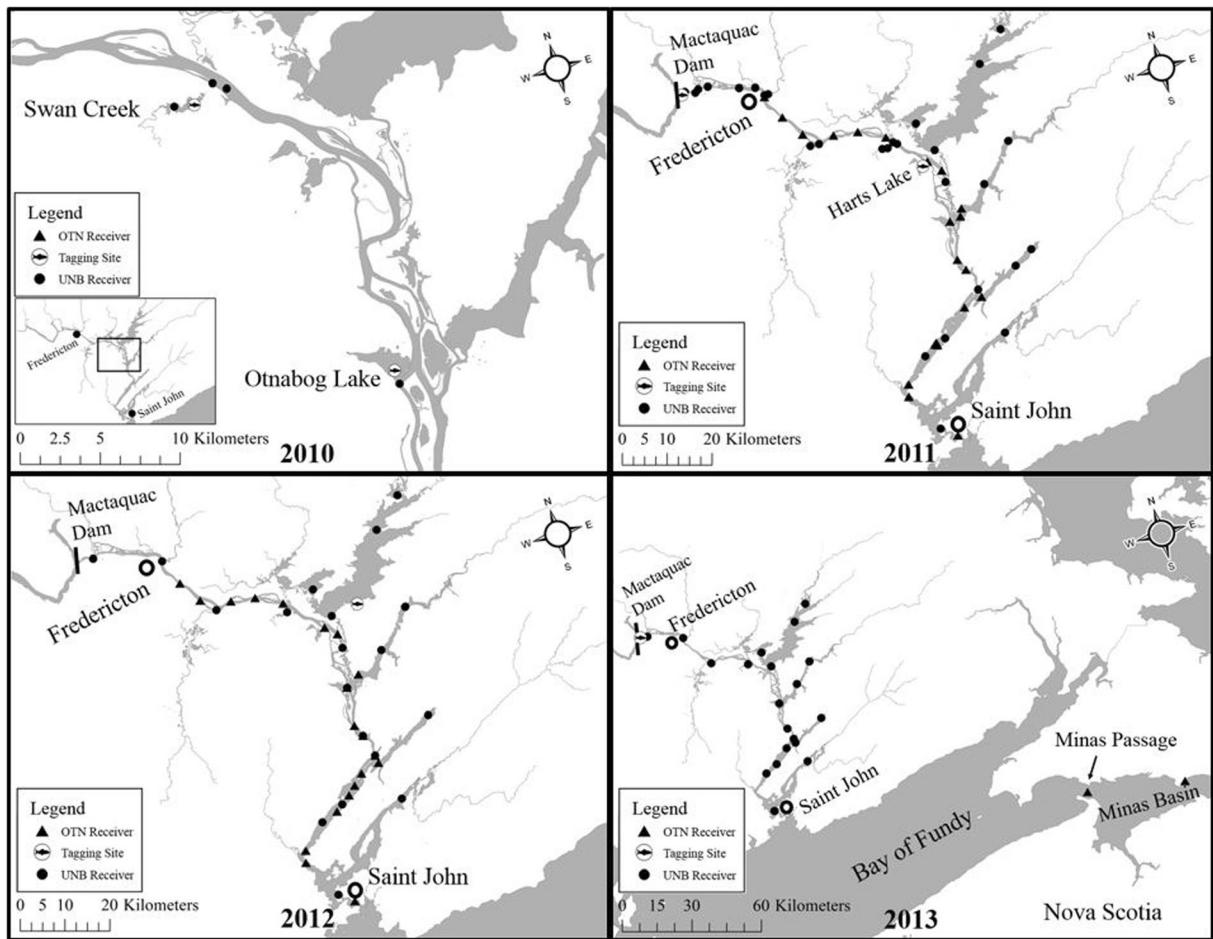 N
W
E
S
Swan Creek
Legend
OTN Receiver
Tagging Site
UNB Receiver
Fredericton
Saint John
Otnabog Lake
0 2.5 5 10 Kilometers
2010
N
W
E
S
Mactaquac
Dam
Fredericton
Harts Lake
Legend
OTN Receiver
Tagging Site
UNB Receiver
Saint John
0 5 10 20 Kilometers
2011
N
W
E
S
Mactaquac
Dam
Fredericton
Legend
OTN Receiver
Tagging Site
UNB Receiver
Saint John
0 5 10 20 Kilometers
2012
N
W
E
S
Mactaquac
Dam
Fredericton
Minas Passage
Saint John
Minas Basin
Bay of Fundy
Legend
OTN Receiver
Tagging Site
UNB Receiver
0 15 30 60 Kilometers
2013
Nova Scotia